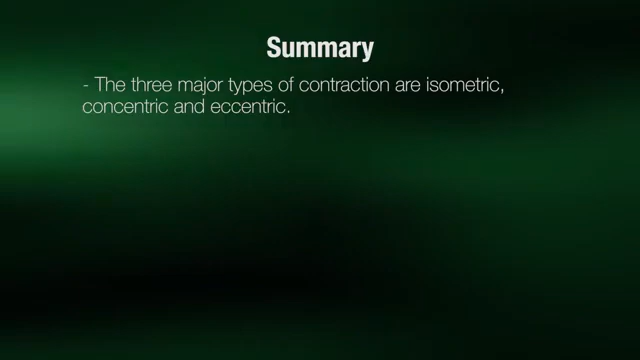 Summary
- The three major types of contraction are isometric,
concentric and eccentric.